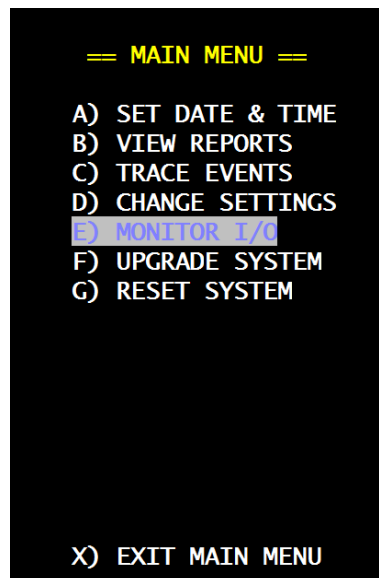 == MAIN MENU ==
A) SET DATE & TIME
B) VIEW REPORTS
C) TRACE EVENTS
D) CHANGE SETTINGS
E) MONITOR I/O
F) UPGRADE SYSTEM
G) RESET SYSTEM
X) EXIT MAIN MENU